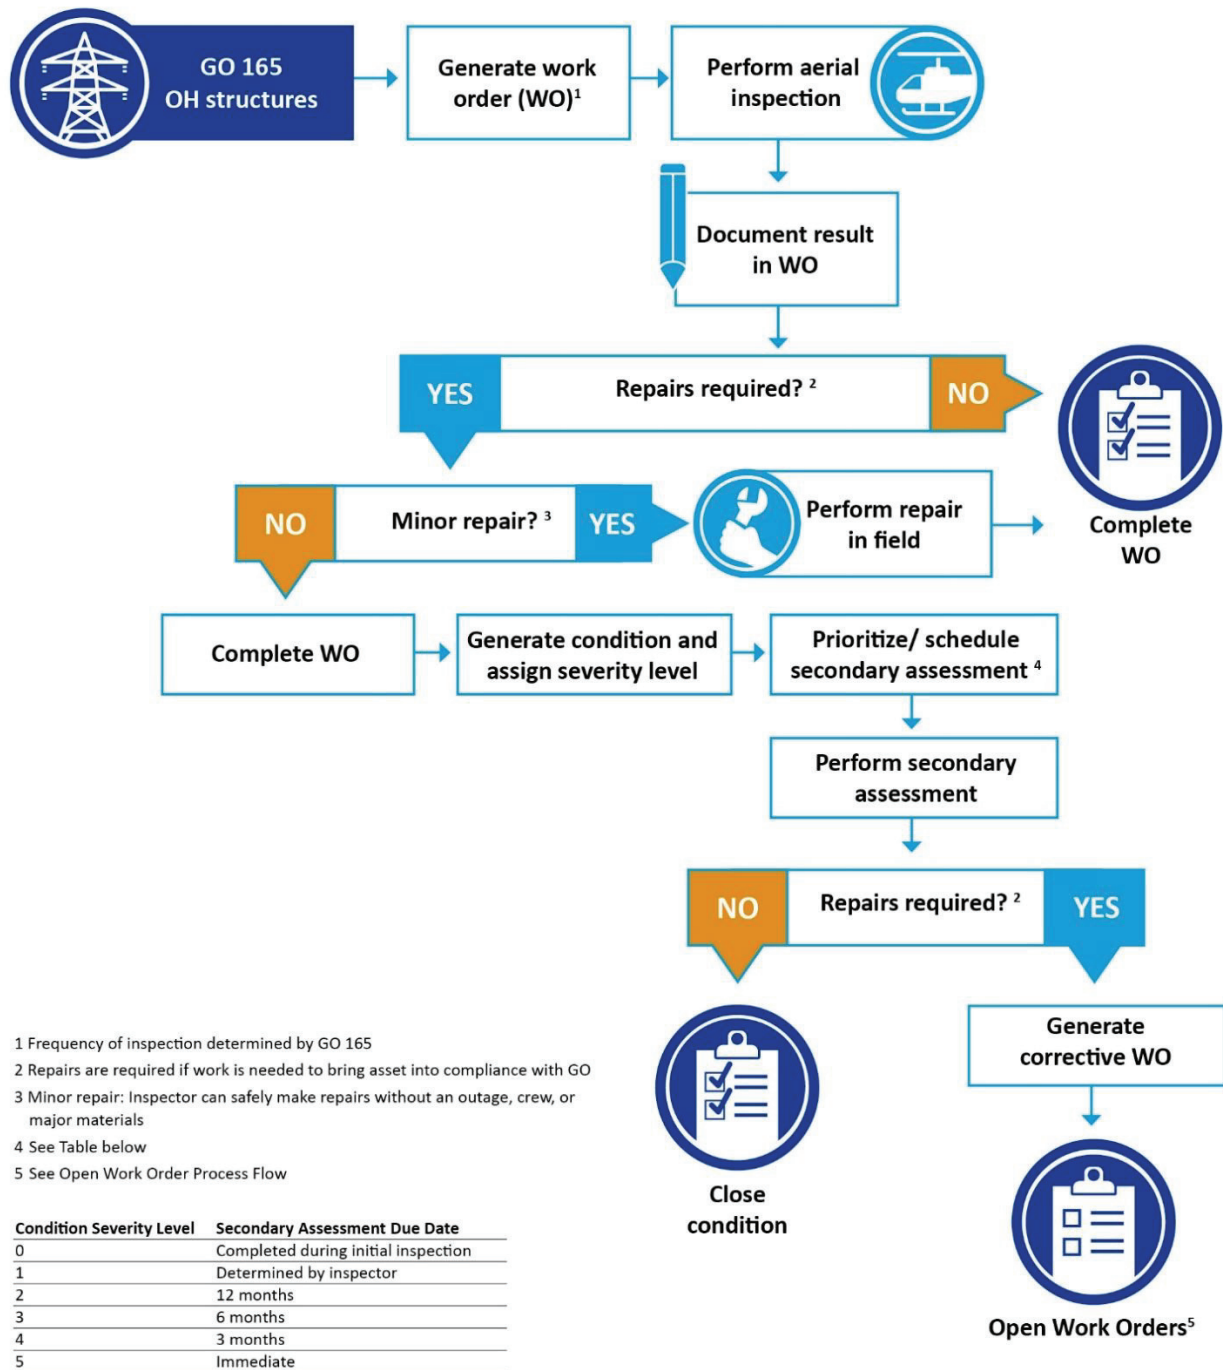 GO 165
OH structures
Generate work
order (WO)1
Perform aerial
inspection
Document result
in WO
YES
Repairs required? 2
NO
NO
Minor repair? 3
YES
Perform repair
in field
Complete
WO
Complete WO
Generate condition and
assign severity level
Prioritize/ schedule
secondary assessment 4
Perform secondary
assessment
NO
Repairs required? 2
YES
Close
condition
Generate
corrective WO
Open Work Orders5
1 Frequency of inspection determined by GO 165
2 Repairs are required if work is needed to bring asset into compliance with GO
3 Minor repair: Inspector can safely make repairs without an outage, crew, or
major materials
4 See Table below
5 See Open Work Order Process Flow
Condition Severity Level Secondary Assessment Due Date
0 Completed during initial inspection
1 Determined by inspector
2 12 months
3 6 months
4 3 months
5 Immediate